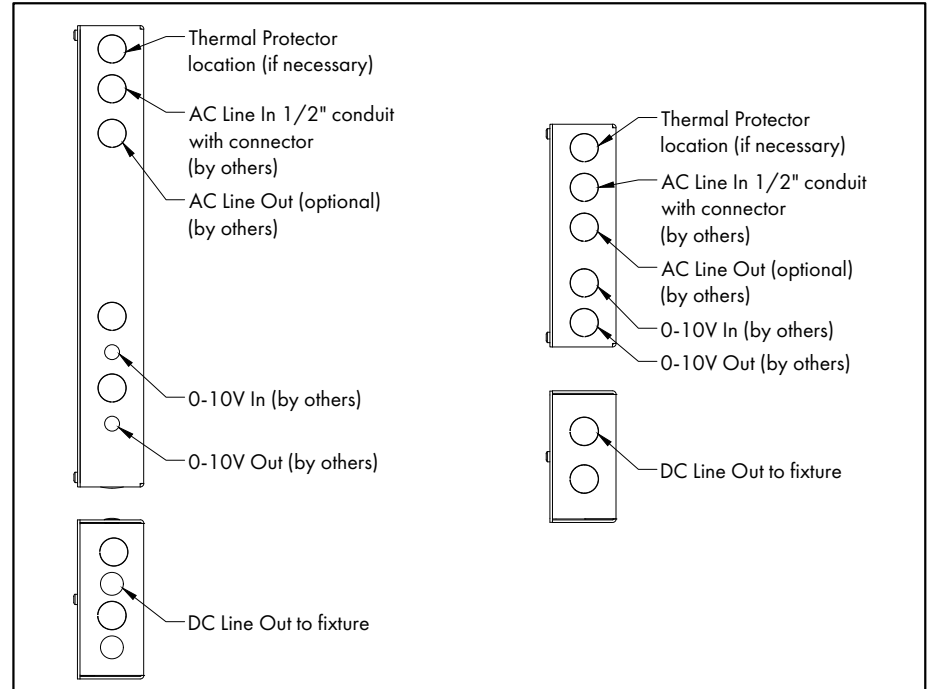 Thermal Protector
location (if necessary)
AC Line In 1/2" conduit
with connector
(by others)
AC Line Out (optional)
(by others)
0-10V In (by others)
0-10V Out (by others)
DC Line Out to fixture
Thermal Protector
location (if necessary)
AC Line In 1/2" conduit
with connector
(by others)
AC Line Out (optional)
(by others)
0-10V In (by others)
0-10V Out (by others)
DC Line Out to fixture